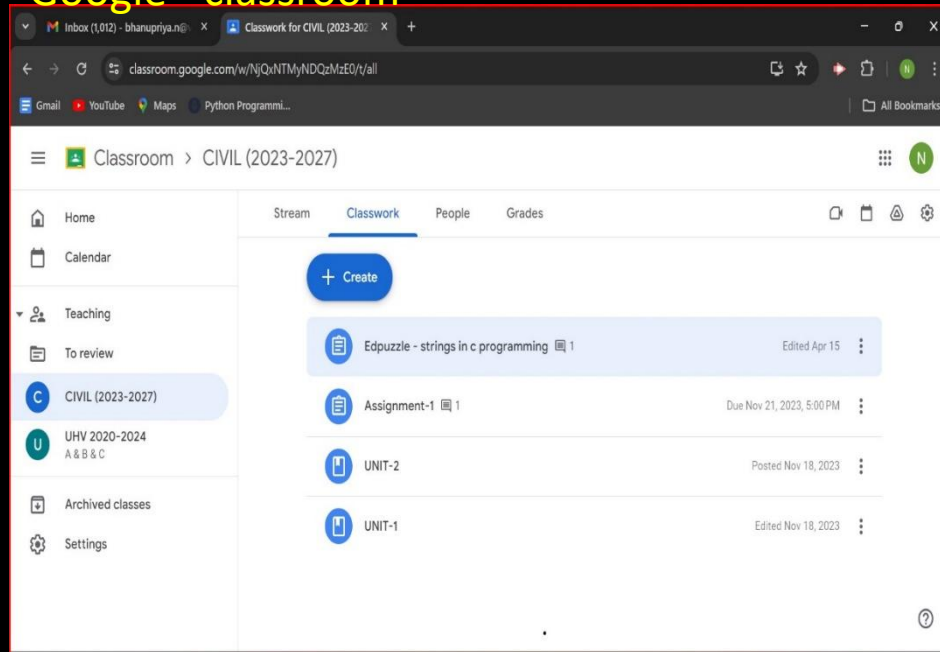 Google classroom
Inbox (1,012) - bhanupriya.n@
Classwork for CIVIL (2023-202
classroom.google.com/w/NjQxNTMyNDQzMzE0/t/all
Gmail YouTube Maps Python Programmi... All Bookmarks
Classroom > CIVIL (2023-2027)
N
Home
Calendar
Teaching
To review
C CIVIL (2023-2027)
U UHV 2020-2024
A & B & C
Archived classes
Settings
Stream Classwork People Grades
+ Create
Edpuzzle - strings in c programming 1 Edited Apr 15
Assignment-1 1 Due Nov 21, 2023, 5:00 PM
UNIT-2 Posted Nov 18, 2023
UNIT-1 Edited Nov 18, 2023